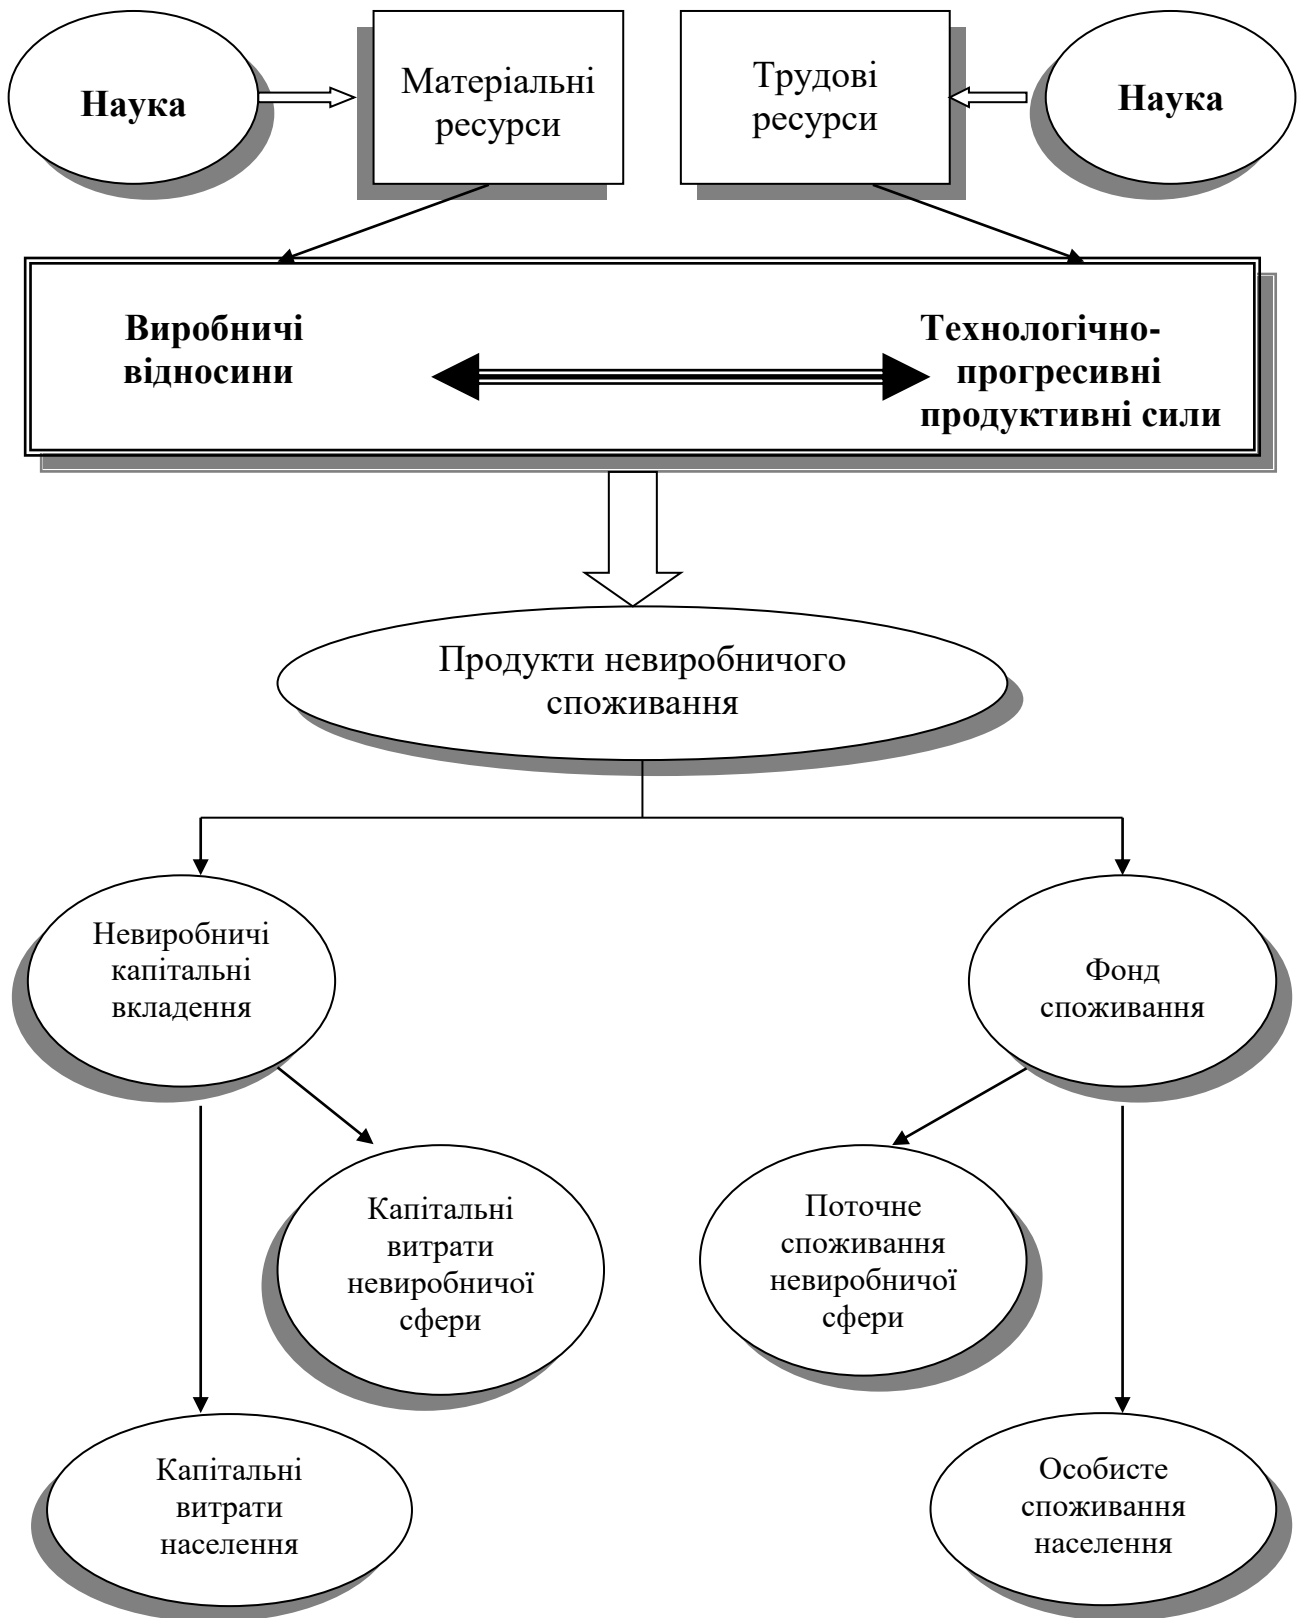 Наука
Матеріальні
ресурси
Трудові
ресурси
Наука
Виробничі
відносини
Технологічно-
прогресивні
продуктивні сили
Продукти невиробничого
споживання
Невиробничі
капітальні
вкладення
Фонд
споживання
Капітальні
витрати
невиробничої
сфери
Поточне
споживання
невиробничої
сфери
Капітальні
витрати
населення
Особисте
споживання
населення